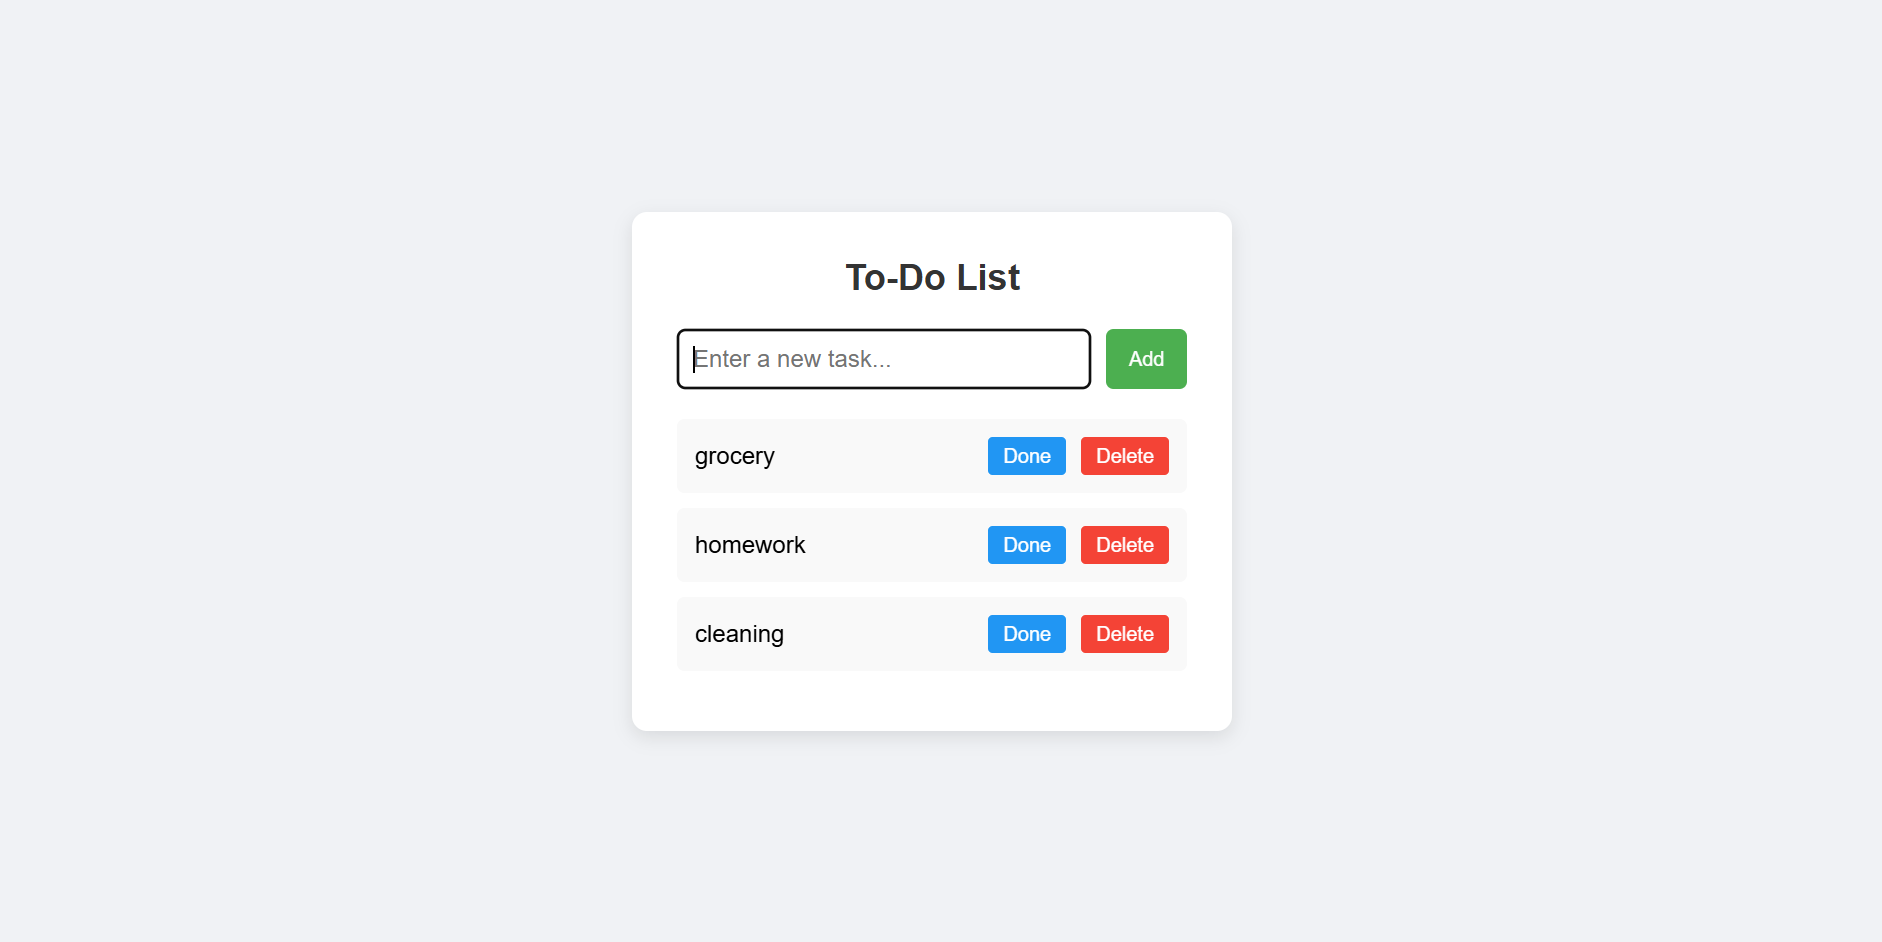 To-Do List
Enter a new task... Add
grocery Done Delete
homework Done Delete
cleaning Done Delete